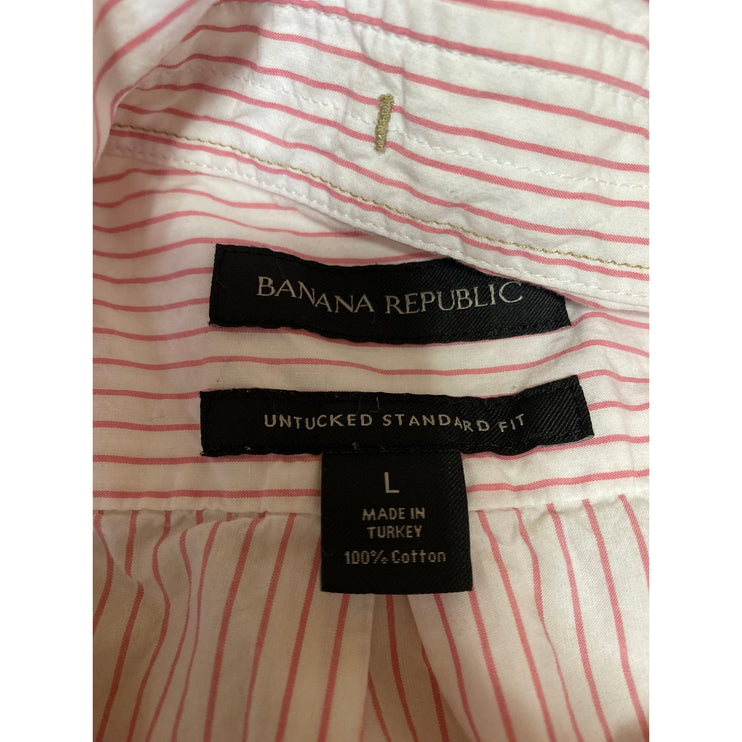 BANANA REPUBLIC
UNTUCKED STANDARD FIT
L
MADE IN
TURKEY
100% Cotton